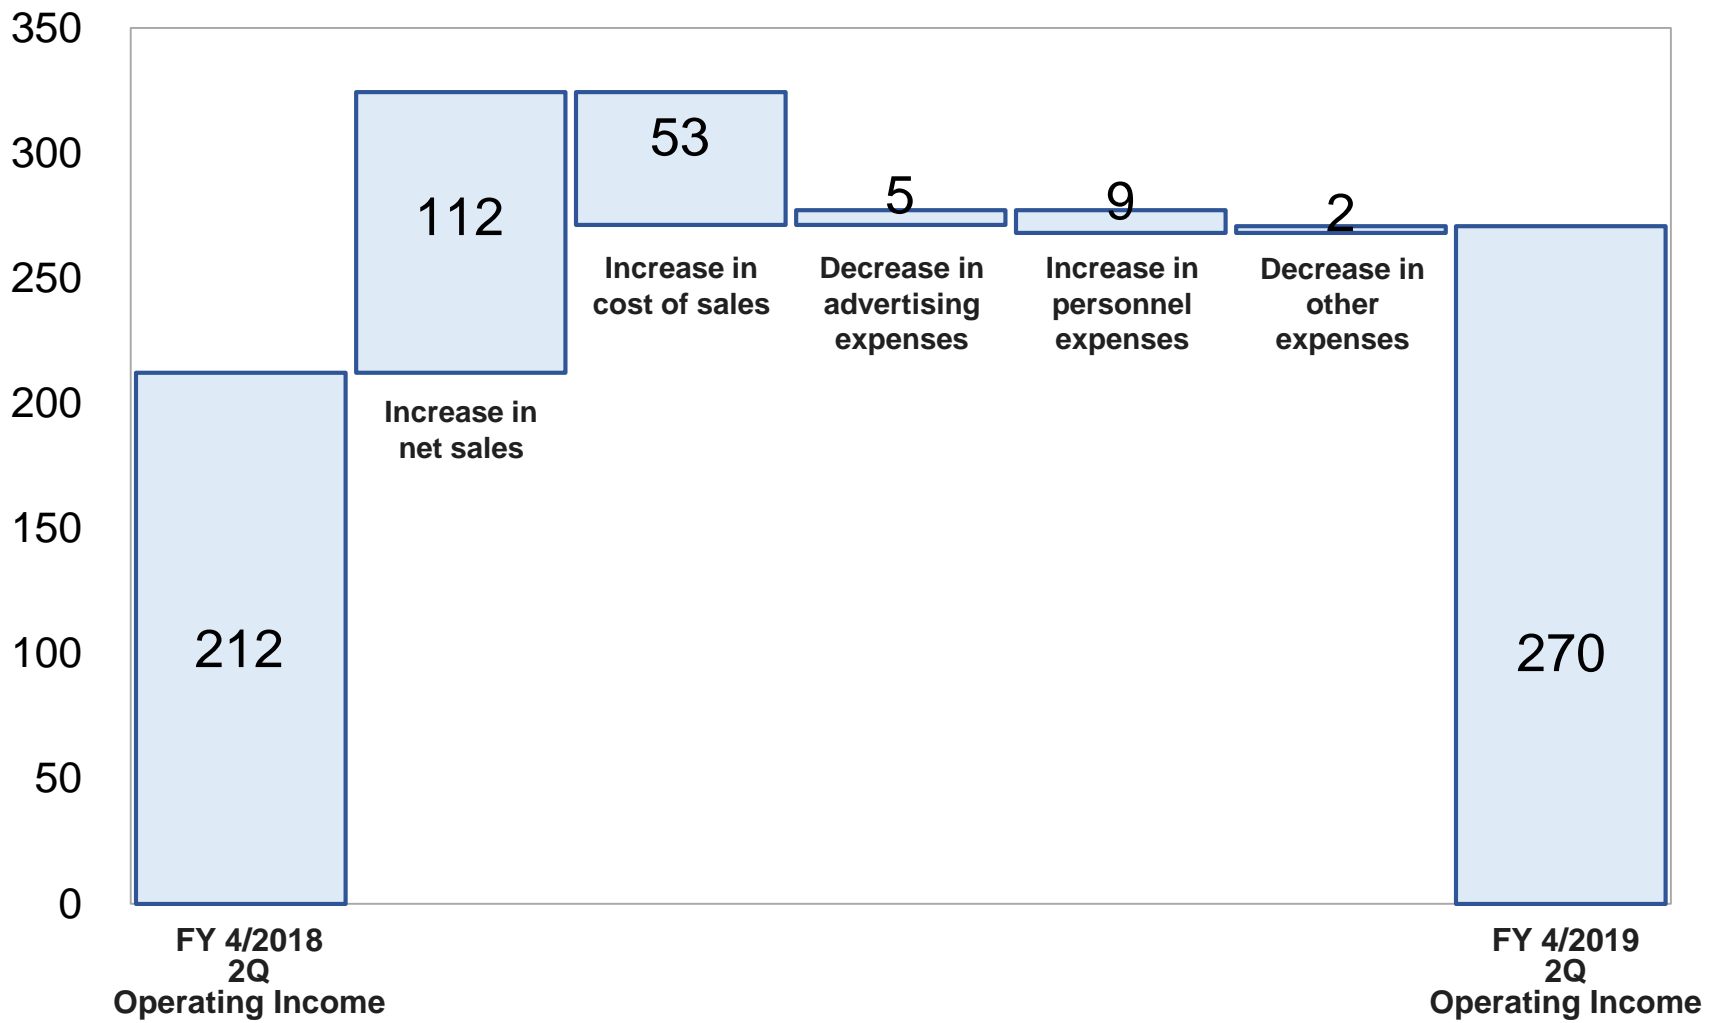 350
300
250
200
150
100
50
0
212
112
53
5
9
2
270
Increase in
net sales
Increase in
cost of sales
Decrease in
advertising
expenses
Increase in
personnel
expenses
Decrease in
other
expenses
FY 4/2018
2Q
Operating Income
FY 4/2019
2Q
Operating Income